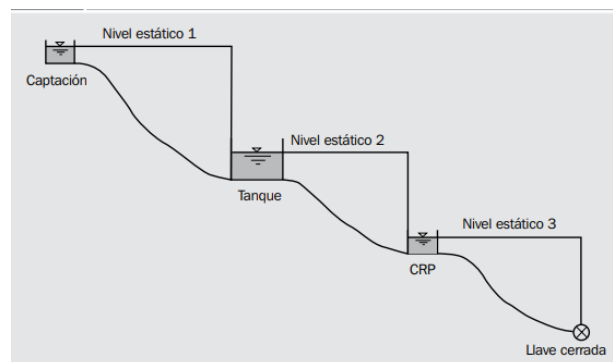 Nivel estático 1
Captación
Nivel estático 2
Tanque
Nivel estático 3
CRP
Llave cerrada